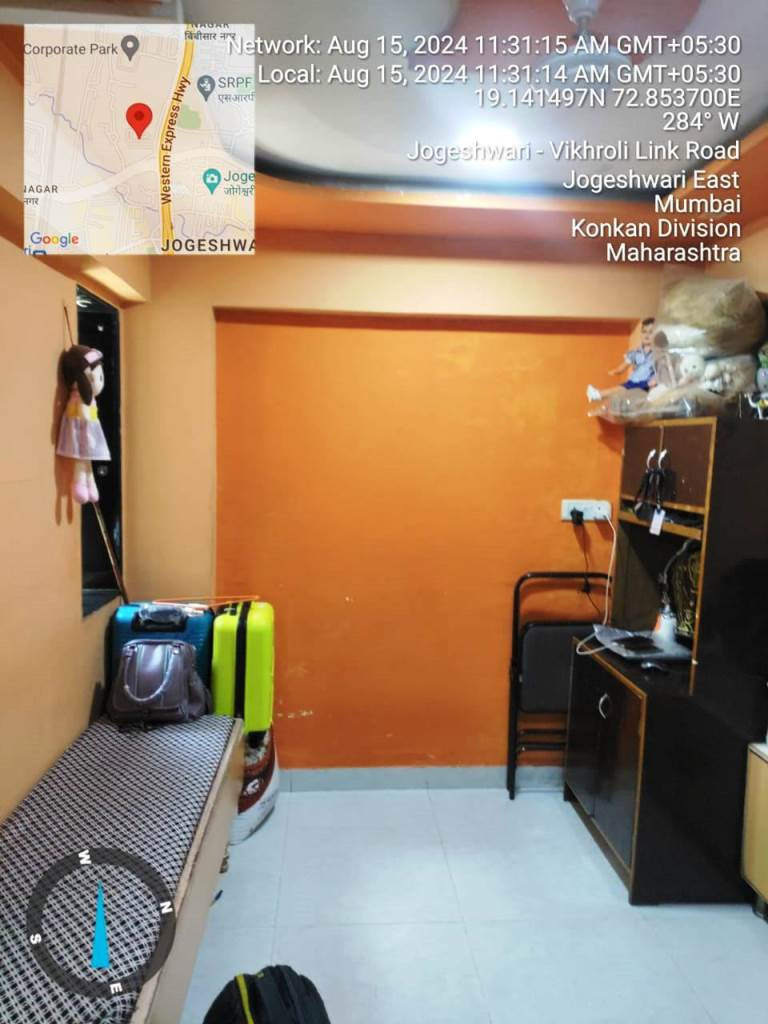 NAGAR
बिंबीसार नगर
Corporate Park
SRPF
एसआरपी
Western Express Hwy
NAGAR
नगर
Joge
जोगेश्वरी
Google
JOGESHWA
Network: Aug 15, 2024 11:31:15 AM GMT+05:30
Local: Aug 15, 2024 11:31:14 AM GMT+05:30
19.141497N 72.853700E
284° W
Jogeshwari - Vikhroli Link Road
Jogeshwari East
Mumbai
Konkan Division
Maharashtra
W
N
S
E